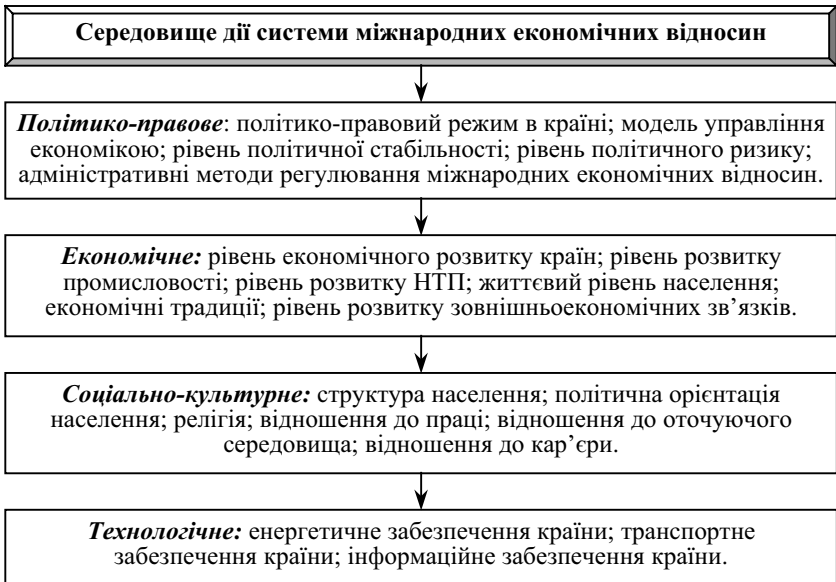 Середовище дії системи міжнародних економічних відносин
Політико-правове: політико-правовий режим в країні; модель управління
економікою; рівень політичної стабільності; рівень політичного ризику;
адміністративні методи регулювання міжнародних економічних відносин.
Економічне: рівень економічного розвитку країн; рівень розвитку
промисловості; рівень розвитку НТП; життєвий рівень населення;
економічні традиції; рівень розвитку зовнішньоекономічних зв’язків.
Соціально-культурне: структура населення; політична орієнтація
населення; релігія; відношення до праці; відношення до оточуючого
середовища; відношення до кар’єри.
Технологічне: енергетичне забезпечення країни; транспортне
забезпечення країни; інформаційне забезпечення країни.